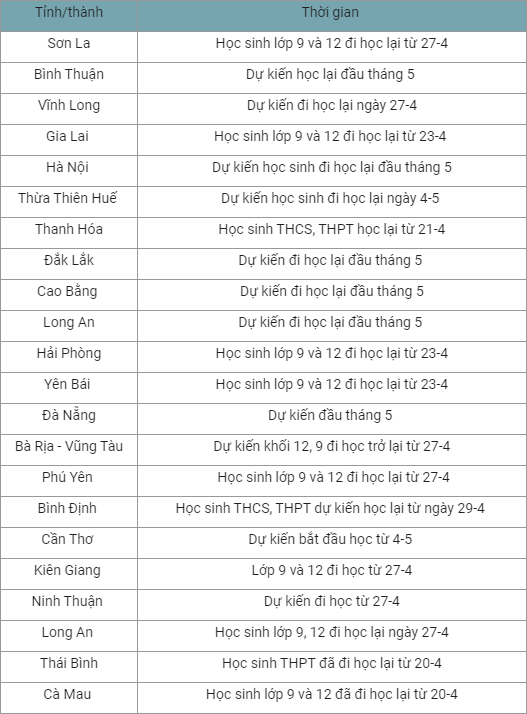 Tỉnh/thành Thời gian
Sơn La Học sinh lớp 9 và 12 đi học lại từ 27-4
Bình Thuận Dự kiến học lại đầu tháng 5
Vĩnh Long Dự kiến đi học lại ngày 27-4
Gia Lai Học sinh lớp 9 và 12 đi học lại từ 23-4
Hà Nội Dự kiến học sinh đi học lại đầu tháng 5
Thừa Thiên Huế Dự kiến học sinh đi học lại ngày 4-5
Thanh Hóa Học sinh THCS, THPT học lại từ 21-4
Đắk Lắk Dự kiến đi học lại đầu tháng 5
Cao Bằng Dự kiến đi học lại đầu tháng 5
Long An Dự kiến đi học lại đầu tháng 5
Hải Phòng Học sinh lớp 9 và 12 đi học lại từ 23-4
Yên Bái Học sinh lớp 9 và 12 đi học lại từ 23-4
Đà Nẵng Dự kiến đầu tháng 5
Bà Rịa - Vũng Tàu Dự kiến khối 12, 9 đi học trở lại từ 27-4
Phú Yên Học sinh lớp 9 và 12 đi học lại từ 27-4
Bình Định Học sinh THCS, THPT dự kiến học lại từ ngày 29-4
Cần Thơ Dự kiến bắt đầu học từ 4-5
Kiên Giang Lớp 9 và 12 đi học từ 27-4
Ninh Thuận Dự kiến đi học từ 27-4
Long An Học sinh lớp 9, 12 đi học lại ngày 27-4
Thái Bình Học sinh THPT đã đi học lại từ 20-4
Cà Mau Học sinh lớp 9 và 12 đã đi học lại từ 20-4